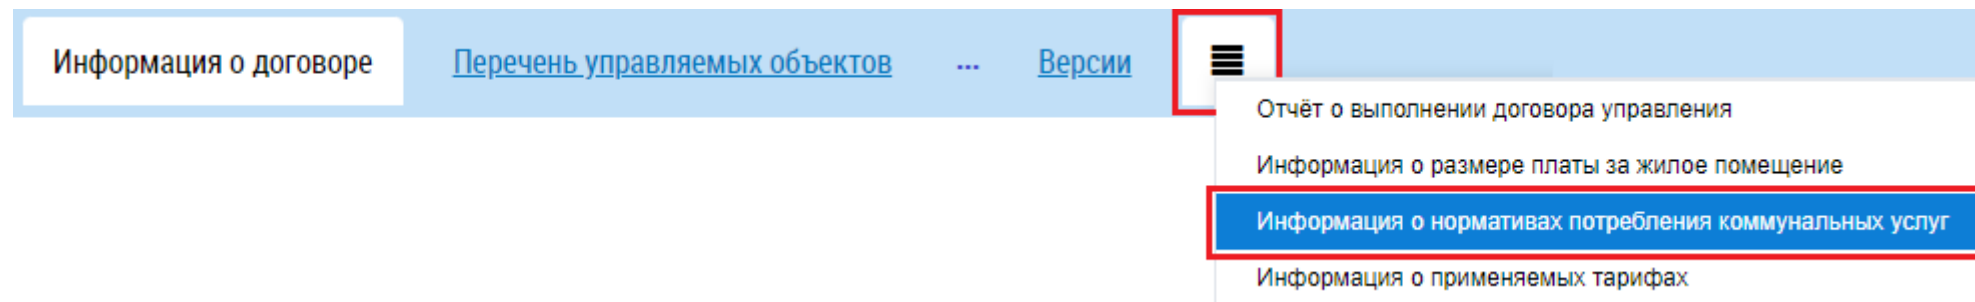 Информация о договоре Перечень управляемых объектов ... Версии
Отчёт о выполнении договора управления
Информация о размере платы за жилое помещение
Информация о нормативах потребления коммунальных услуг
Информация о применяемых тарифах